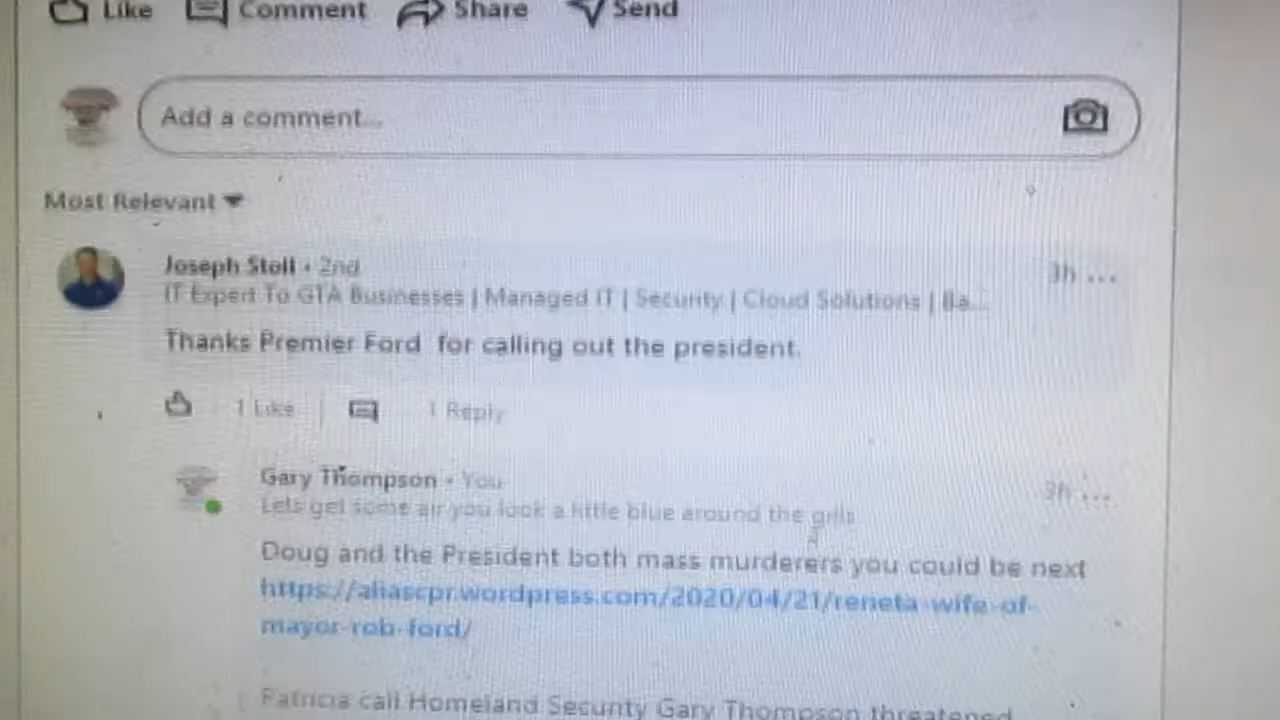 Like Comment Share Send
Add a comment...
Most Relevant
Joseph Stoll • 2nd
3h ...
IT Expert To GTA Businesses | Managed IT | Security | Cloud Solutions | Ba...
Thanks Premier Ford for calling out the president.
1 Like | 1 Reply
Gary Thompson • You
3h ...
Lets get some air you look a little blue around the grills
Doug and the President both mass murderers you could be next
https://aliascpr.wordpress.com/2020/04/21/reneta-wife-of-
mayor-rob-ford/
Patricia call Homeland Security Gary Thompson threatened